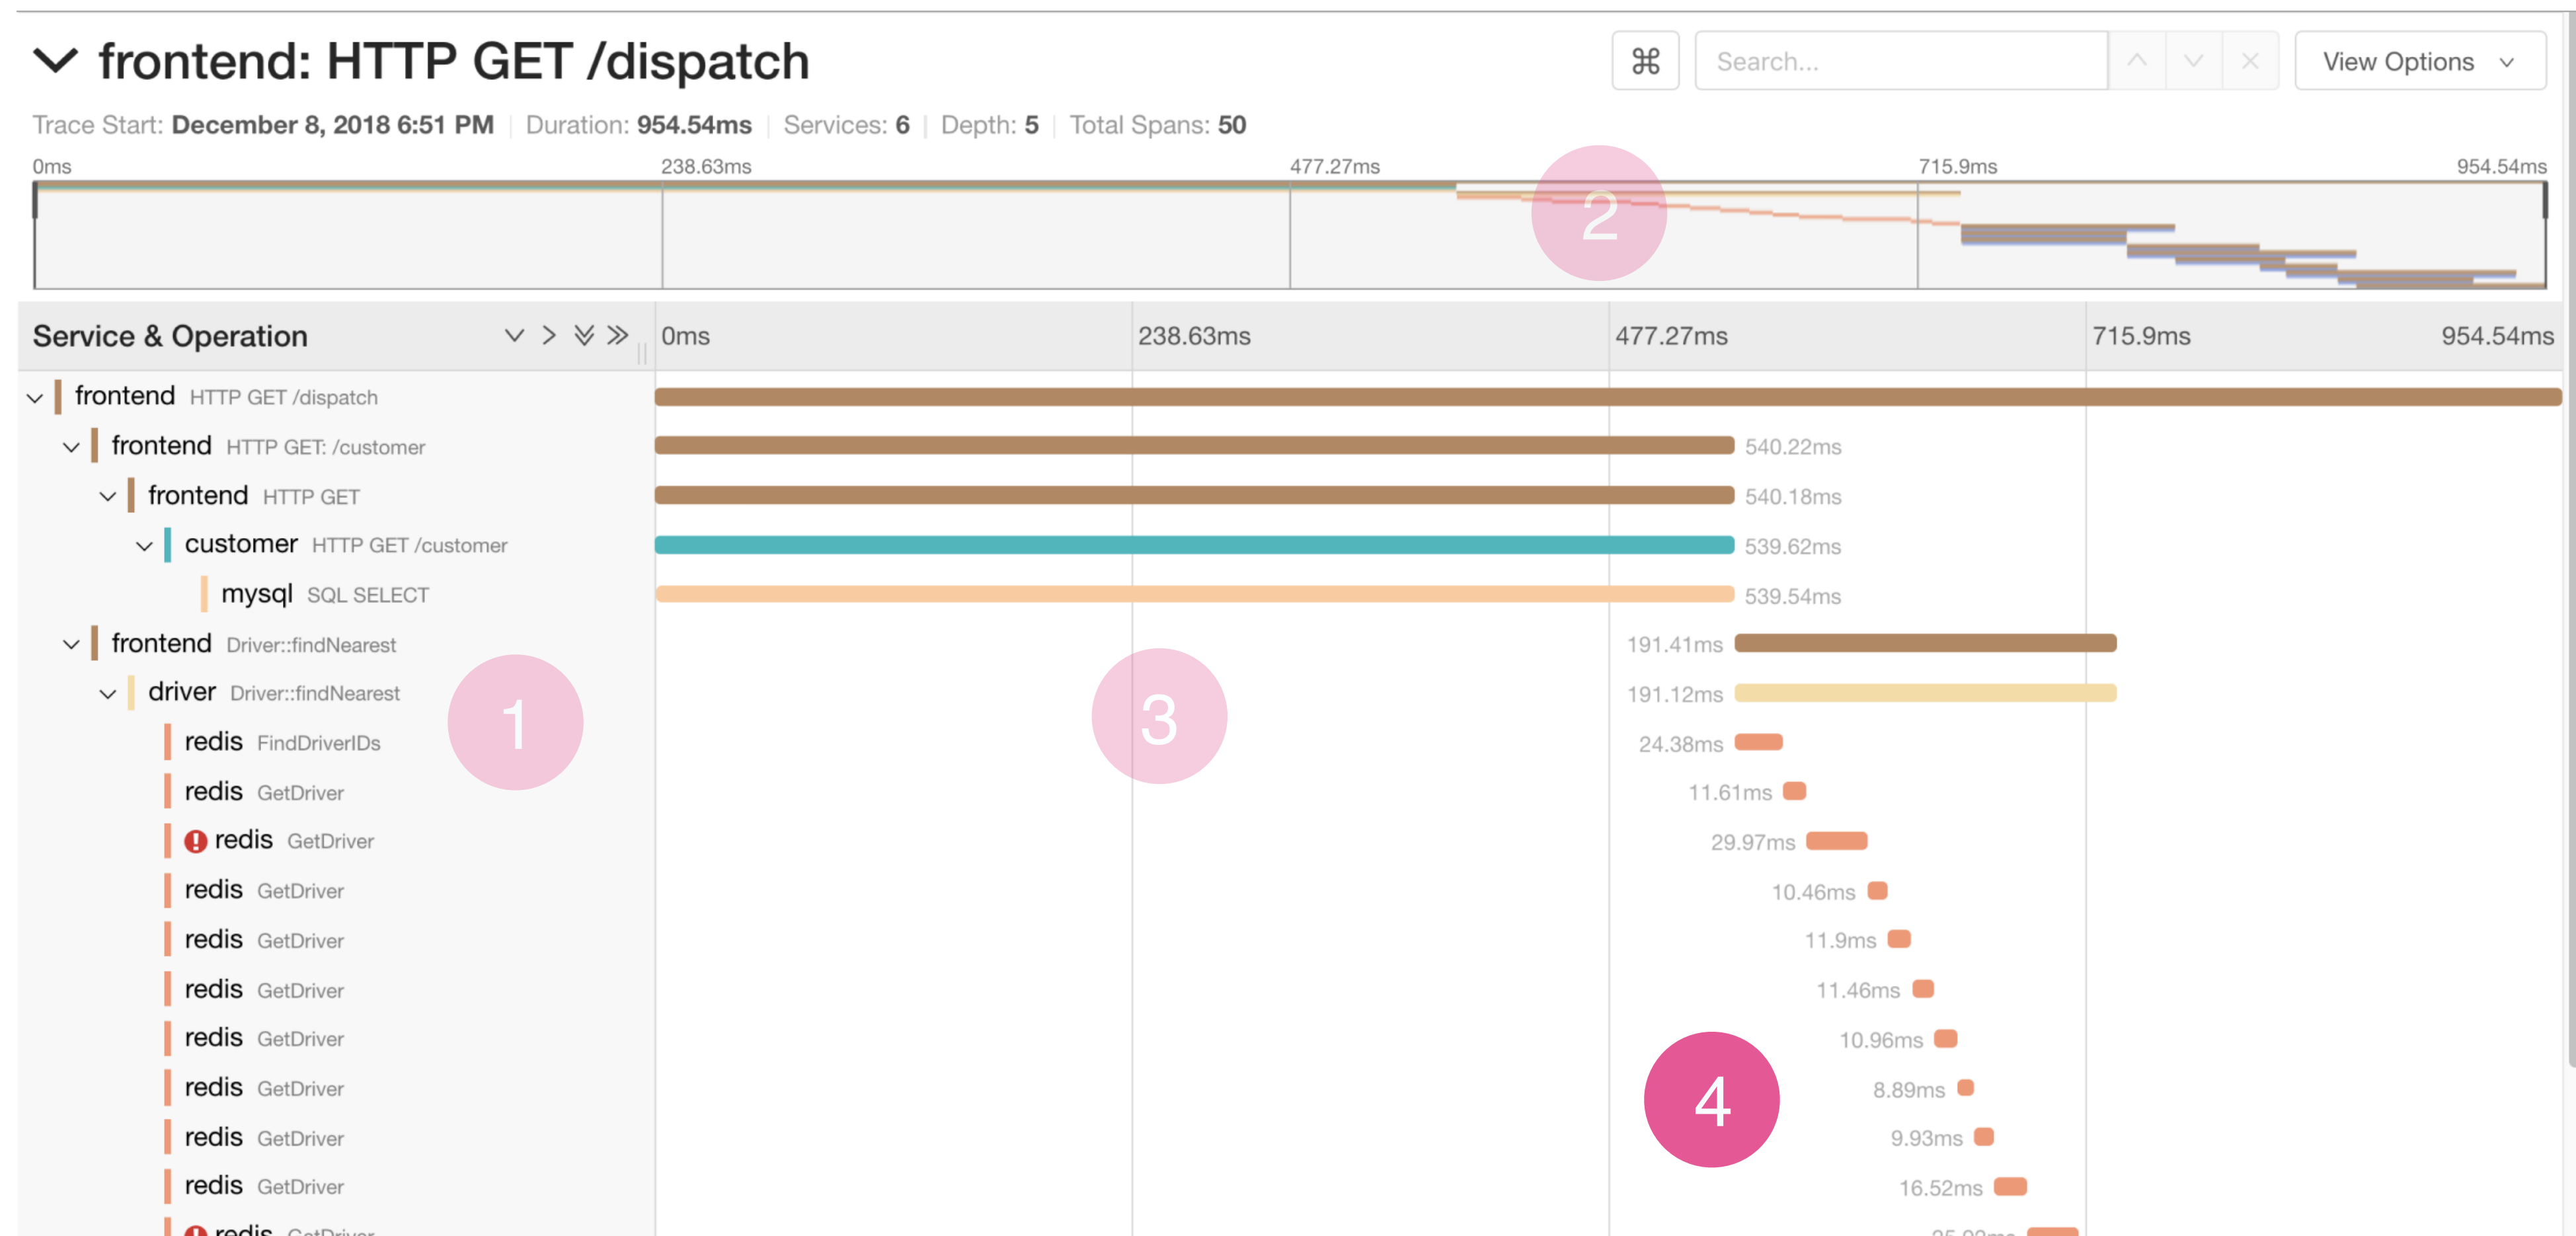 frontend: HTTP GET /dispatch
⌘ Search... View Options
Trace Start: December 8, 2018 6:51 PM Duration: 954.54ms Services: 6 Depth: 5 Total Spans: 50
0ms 238.63ms 477.27ms 715.9ms 954.54ms
2
Service & Operation 0ms 238.63ms 477.27ms 715.9ms 954.54ms
frontend HTTP GET /dispatch
frontend HTTP GET: /customer 540.22ms
frontend HTTP GET 540.18ms
customer HTTP GET /customer 539.62ms
mysql SQL SELECT 539.54ms
frontend Driver::findNearest 191.41ms
driver Driver::findNearest 191.12ms
1 3
redis FindDriverIDs 24.38ms
redis GetDriver 11.61ms
redis GetDriver 29.97ms
redis GetDriver 10.46ms
redis GetDriver 11.9ms
redis GetDriver 11.46ms
redis GetDriver 10.96ms
redis GetDriver 8.89ms
4
redis GetDriver 9.93ms
redis GetDriver 16.52ms
redis GetDriver